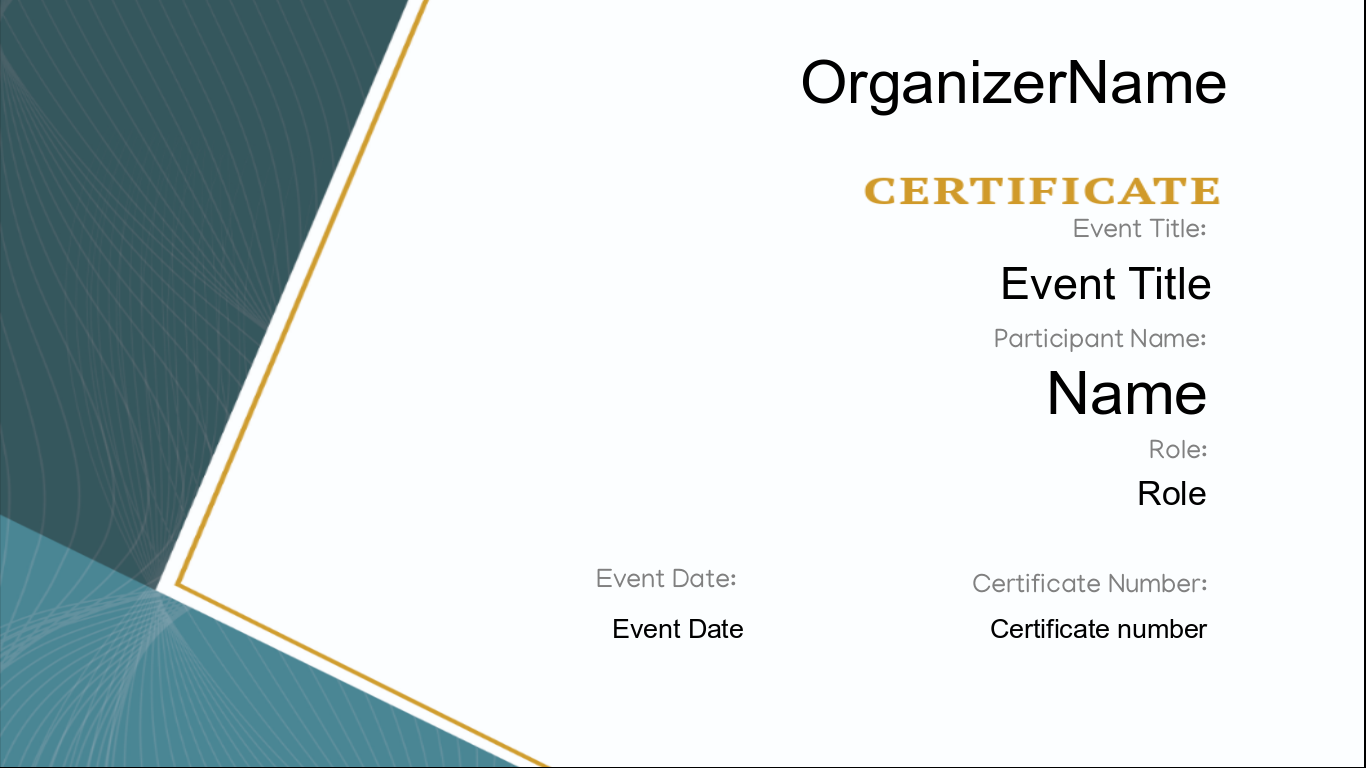 OrganizerName
CERTIFICATE
Event Title:
Event Title
Participant Name:
Name
Role:
Role
Event Date:
Certificate Number:
Event Date
Certificate number